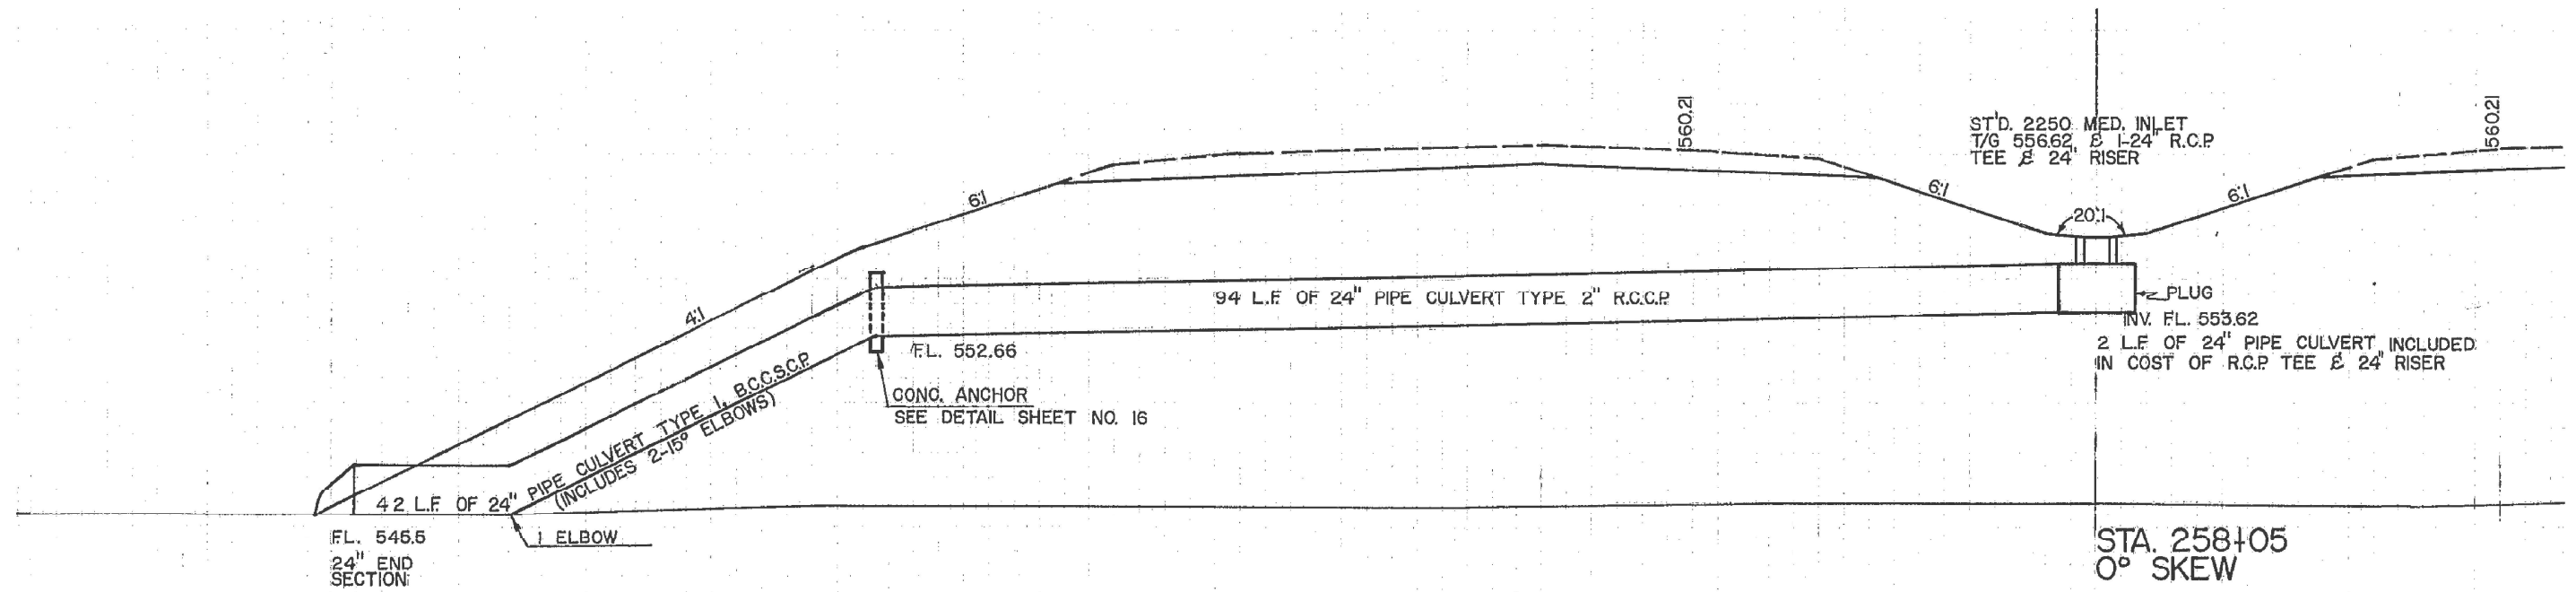 560.21
560.21
ST'D. 2250 MED. INLET
T/G 556.62 & 1-24" R.C.P.
TEE & 24" RISER
6:1
6:1
20:1
6:1
4:1
94 L.F. OF 24" PIPE CULVERT TYPE 2" R.C.C.P.
PLUG
INV. FL. 553.62
2 L.F. OF 24" PIPE CULVERT INCLUDED
IN COST OF R.C.P. TEE & 24" RISER
F.L. 552.66
CONC. ANCHOR
SEE DETAIL SHEET NO. 16
42 L.F. OF 24" PIPE CULVERT TYPE 1, B.C.C.S.C.P.
(INCLUDES 2-15° ELBOWS)
1 ELBOW
24" END
SECTION
STA. 258+05
0° SKEW